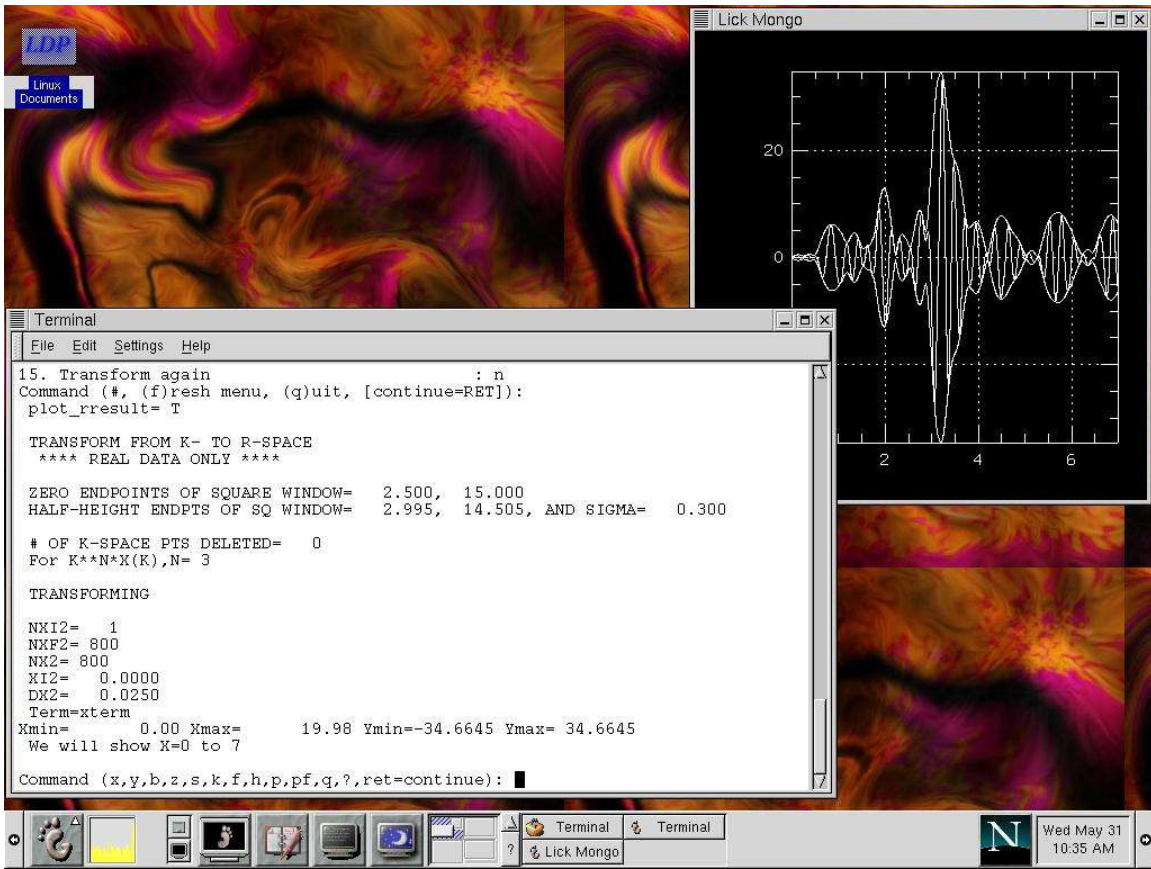 LDP
Linux
Documents
Lick Mongo
20
0
2 4 6
Terminal
File Edit Settings Help
15. Transform again : n
Command (#, (f)resh menu, (q)uit, [continue=RET]):
plot_rresult= T
TRANSFORM FROM K- TO R-SPACE
**** REAL DATA ONLY ****
ZERO ENDPOINTS OF SQUARE WINDOW= 2.500, 15.000
HALF-HEIGHT ENDPTS OF SQ WINDOW= 2.995, 14.505, AND SIGMA= 0.300
# OF K-SPACE PTS DELETED= 0
For K**N*X(K),N= 3
TRANSFORMING
NXI2= 1
NXF2= 800
NX2= 800
XI2= 0.0000
DX2= 0.0250
Term=xterm
Xmin= 0.00 Xmax= 19.98 Ymin=-34.6645 Ymax= 34.6645
We will show X=0 to 7
Command (x,y,b,z,s,k,f,h,p,pf,q,?,ret=continue):
?
Terminal
Terminal
Lick Mongo
N
Wed May 31
10:35 AM